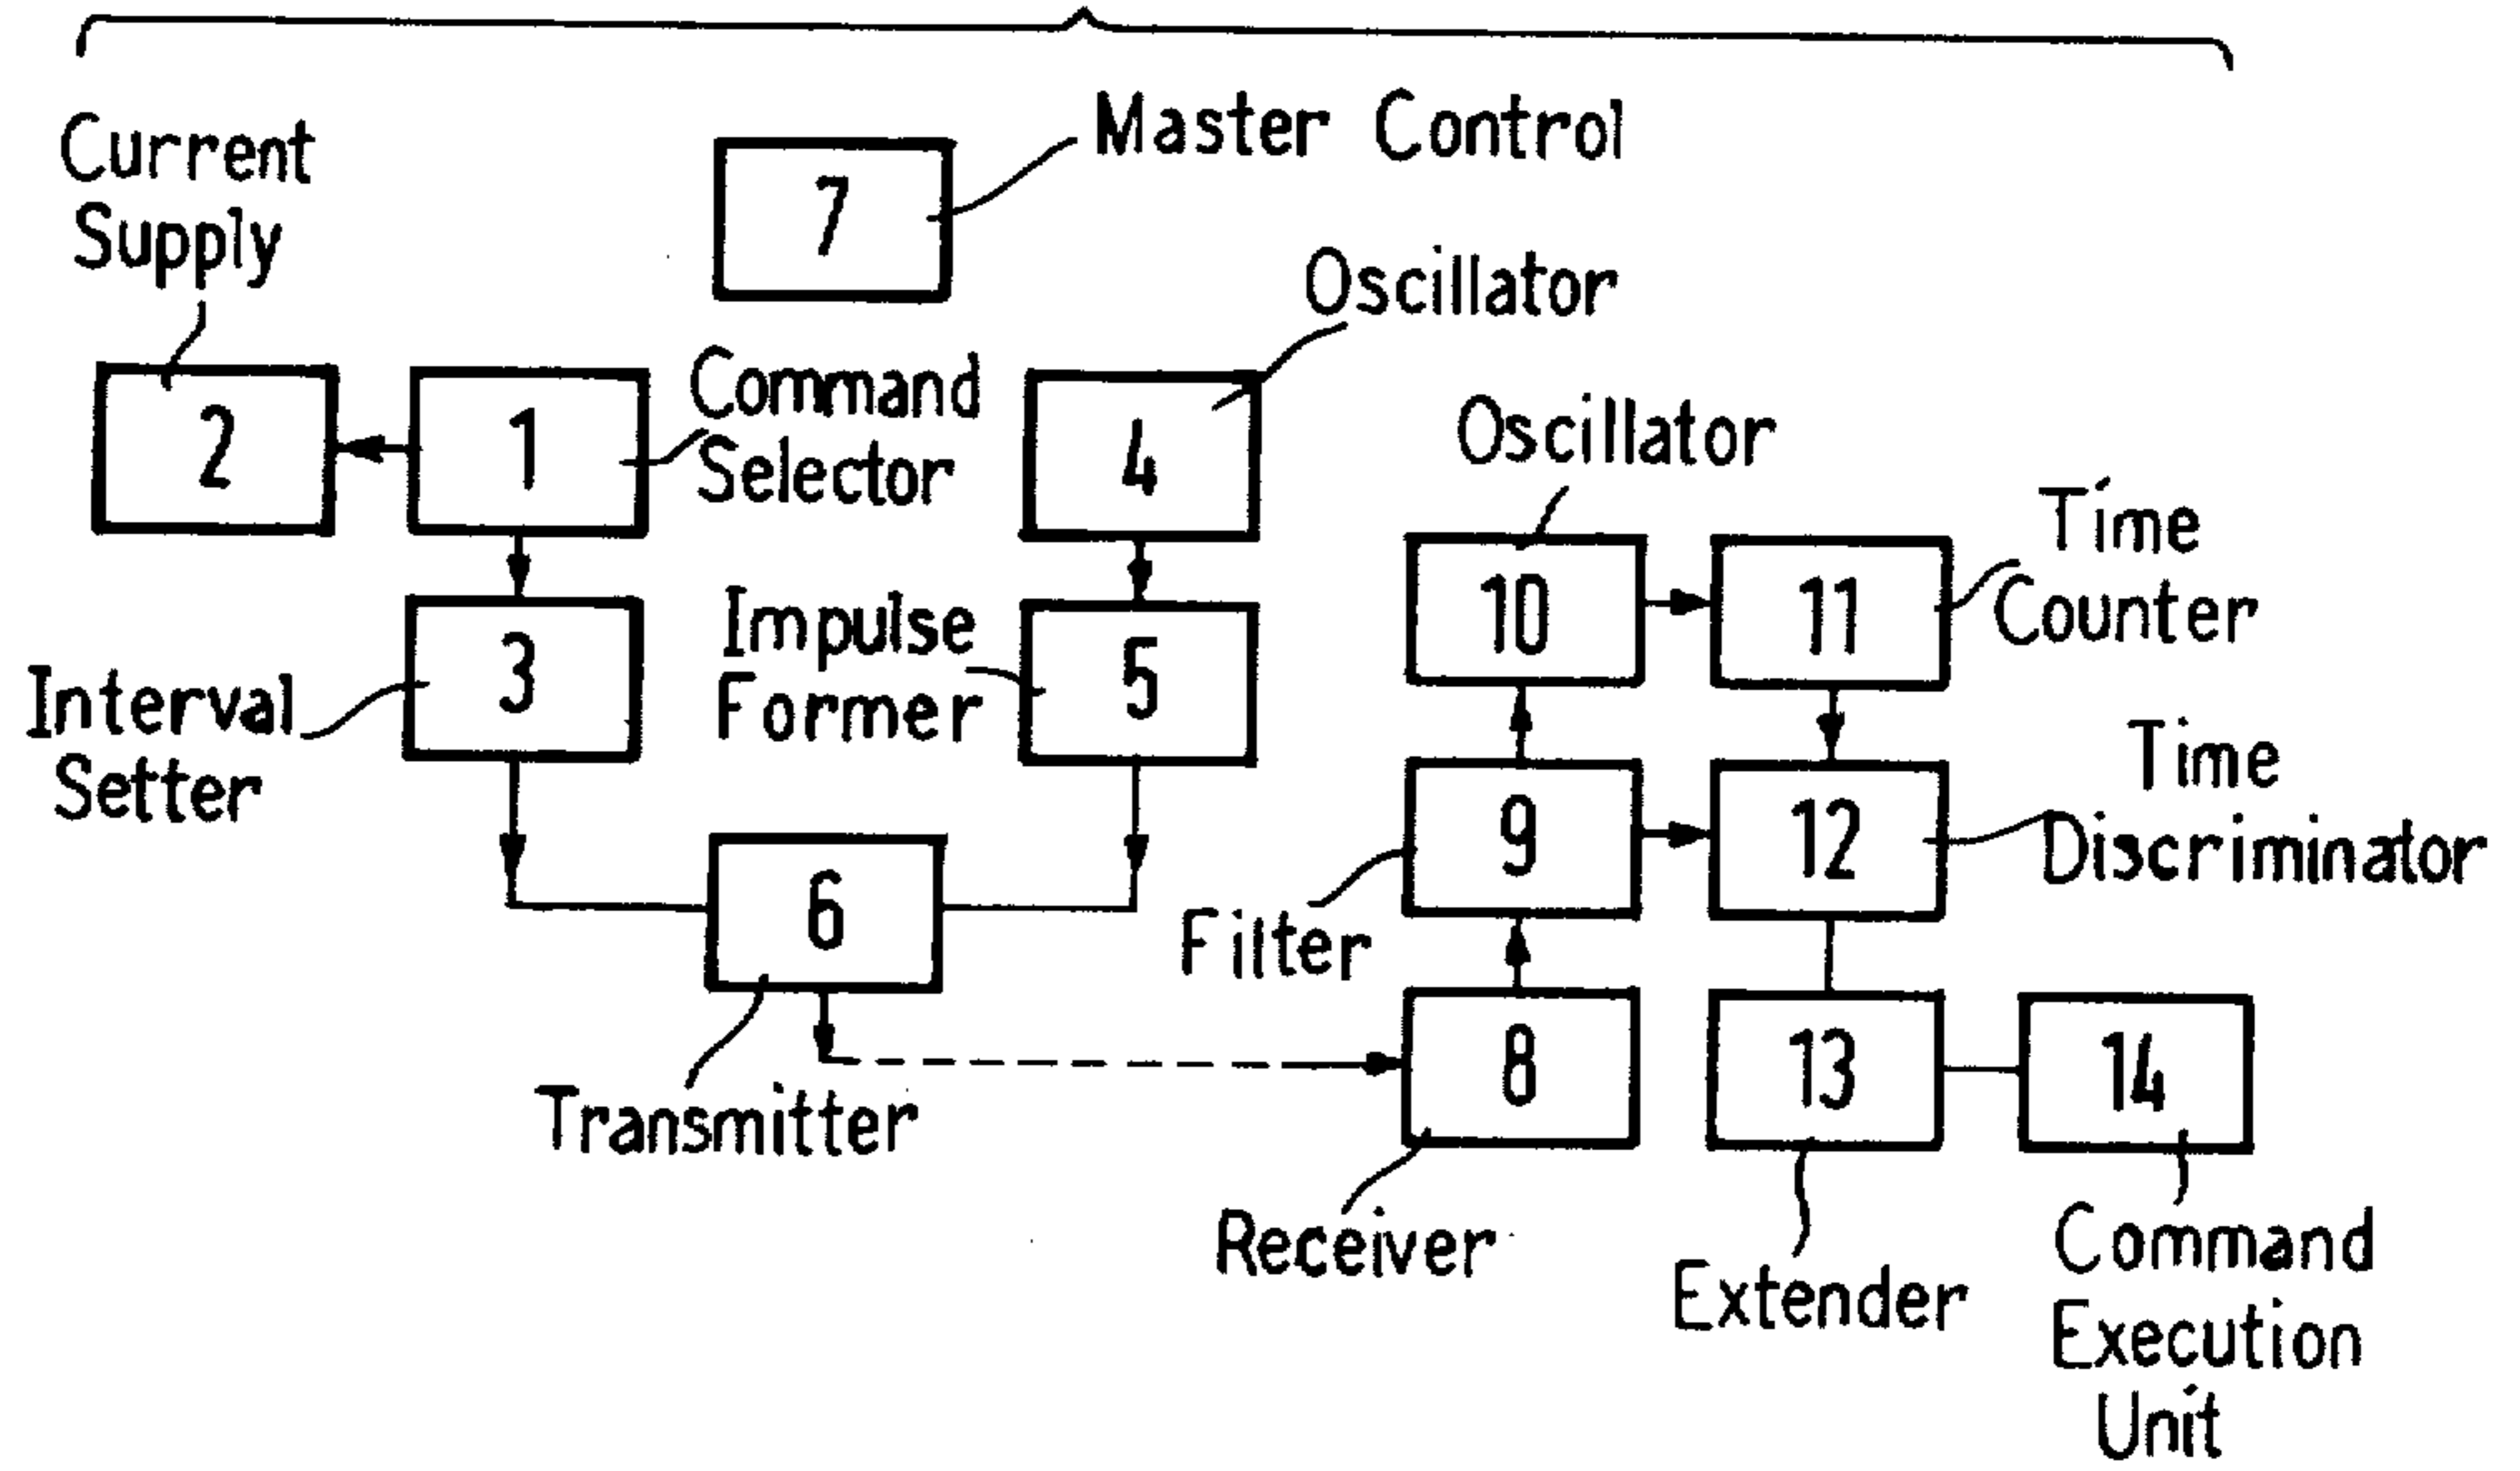 Master Control
7
Current
Supply
Oscillator
Command
Selector
2
1
4
Oscillator
Time
Counter
Impulse
Former
10
11
3
5
Interval
Setter
Time
Discriminator
9
12
6
Filter
8
13
14
Transmitter
Receiver
Extender
Command
Execution
Unit